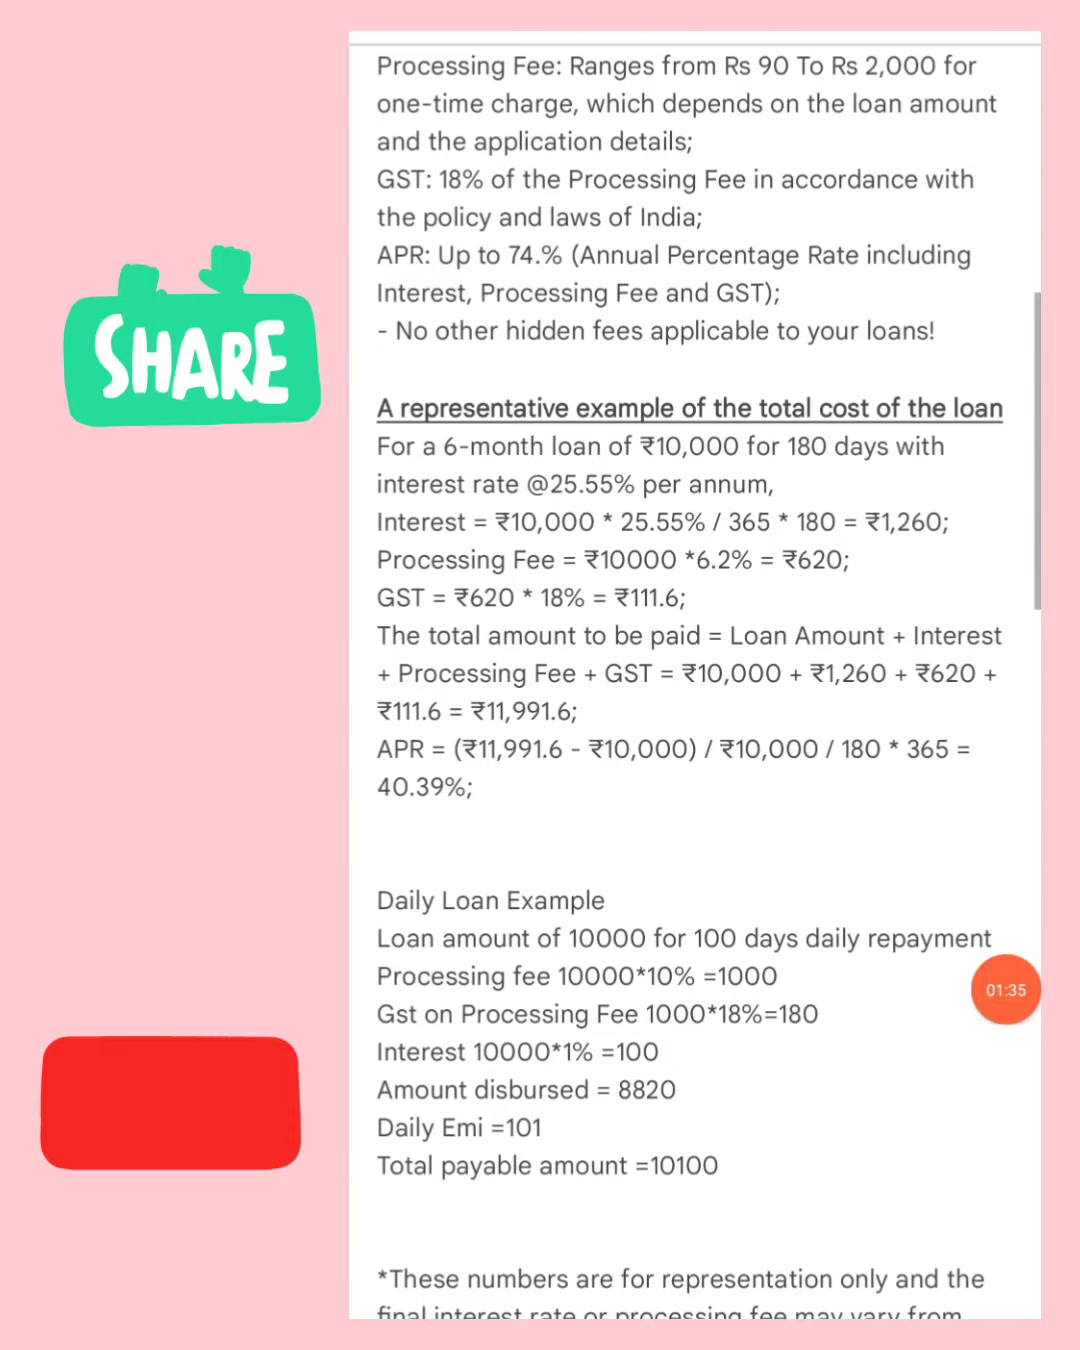 Processing Fee: Ranges from Rs 90 To Rs 2,000 for
one-time charge, which depends on the loan amount
and the application details;
GST: 18% of the Processing Fee in accordance with
the policy and laws of India;
APR: Up to 74.% (Annual Percentage Rate including
Interest, Processing Fee and GST);
- No other hidden fees applicable to your loans!
SHARE
A representative example of the total cost of the loan
For a 6-month loan of ₹10,000 for 180 days with
interest rate @25.55% per annum,
Interest = ₹10,000 * 25.55% / 365 * 180 = ₹1,260;
Processing Fee = ₹10000 *6.2% = ₹620;
GST = ₹620 * 18% = ₹111.6;
The total amount to be paid = Loan Amount + Interest
+ Processing Fee + GST = ₹10,000 + ₹1,260 + ₹620 +
₹111.6 = ₹11,991.6;
APR = (₹11,991.6 - ₹10,000) / ₹10,000 / 180 * 365 =
40.39%;
Daily Loan Example
Loan amount of 10000 for 100 days daily repayment
Processing fee 10000*10% =1000
01:35
Gst on Processing Fee 1000*18%=180
Interest 10000*1% =100
Amount disbursed = 8820
Daily Emi =101
Total payable amount =10100
*These numbers are for representation only and the
final interest rate or processing fee may vary from